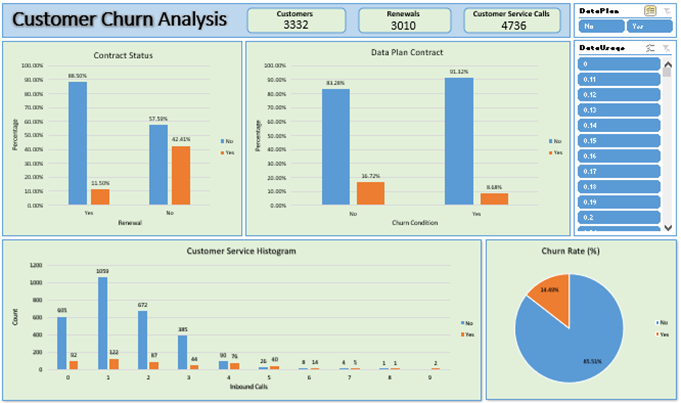 Customer Churn Analysis
Customers
3332
Renewals
3010
Customer Service Calls
4736
DataPlan
No
Yes
DataUsage
0
0.11
0.12
0.13
0.14
0.15
0.16
0.17
0.18
0.19
0.2
Contract Status
Percentage
100.00%
90.00%
80.00%
70.00%
60.00%
50.00%
40.00%
30.00%
20.00%
10.00%
0.00%
88.50%
11.50%
57.59%
42.41%
Yes
No
Renewal
No
Yes
Data Plan Contract
Percentage
100.00%
90.00%
80.00%
70.00%
60.00%
50.00%
40.00%
30.00%
20.00%
10.00%
0.00%
83.28%
16.72%
91.32%
8.68%
No
Yes
Churn Condition
No
Yes
Customer Service Histogram
Count
1200
1000
800
600
400
200
0
605
92
1059
122
672
87
385
44
90
76
26
40
8
14
4
5
1
1
2
0
1
2
3
4
5
6
7
8
9
Inbound Calls
No
Yes
Churn Rate (%)
14.49%
85.51%
No
Yes